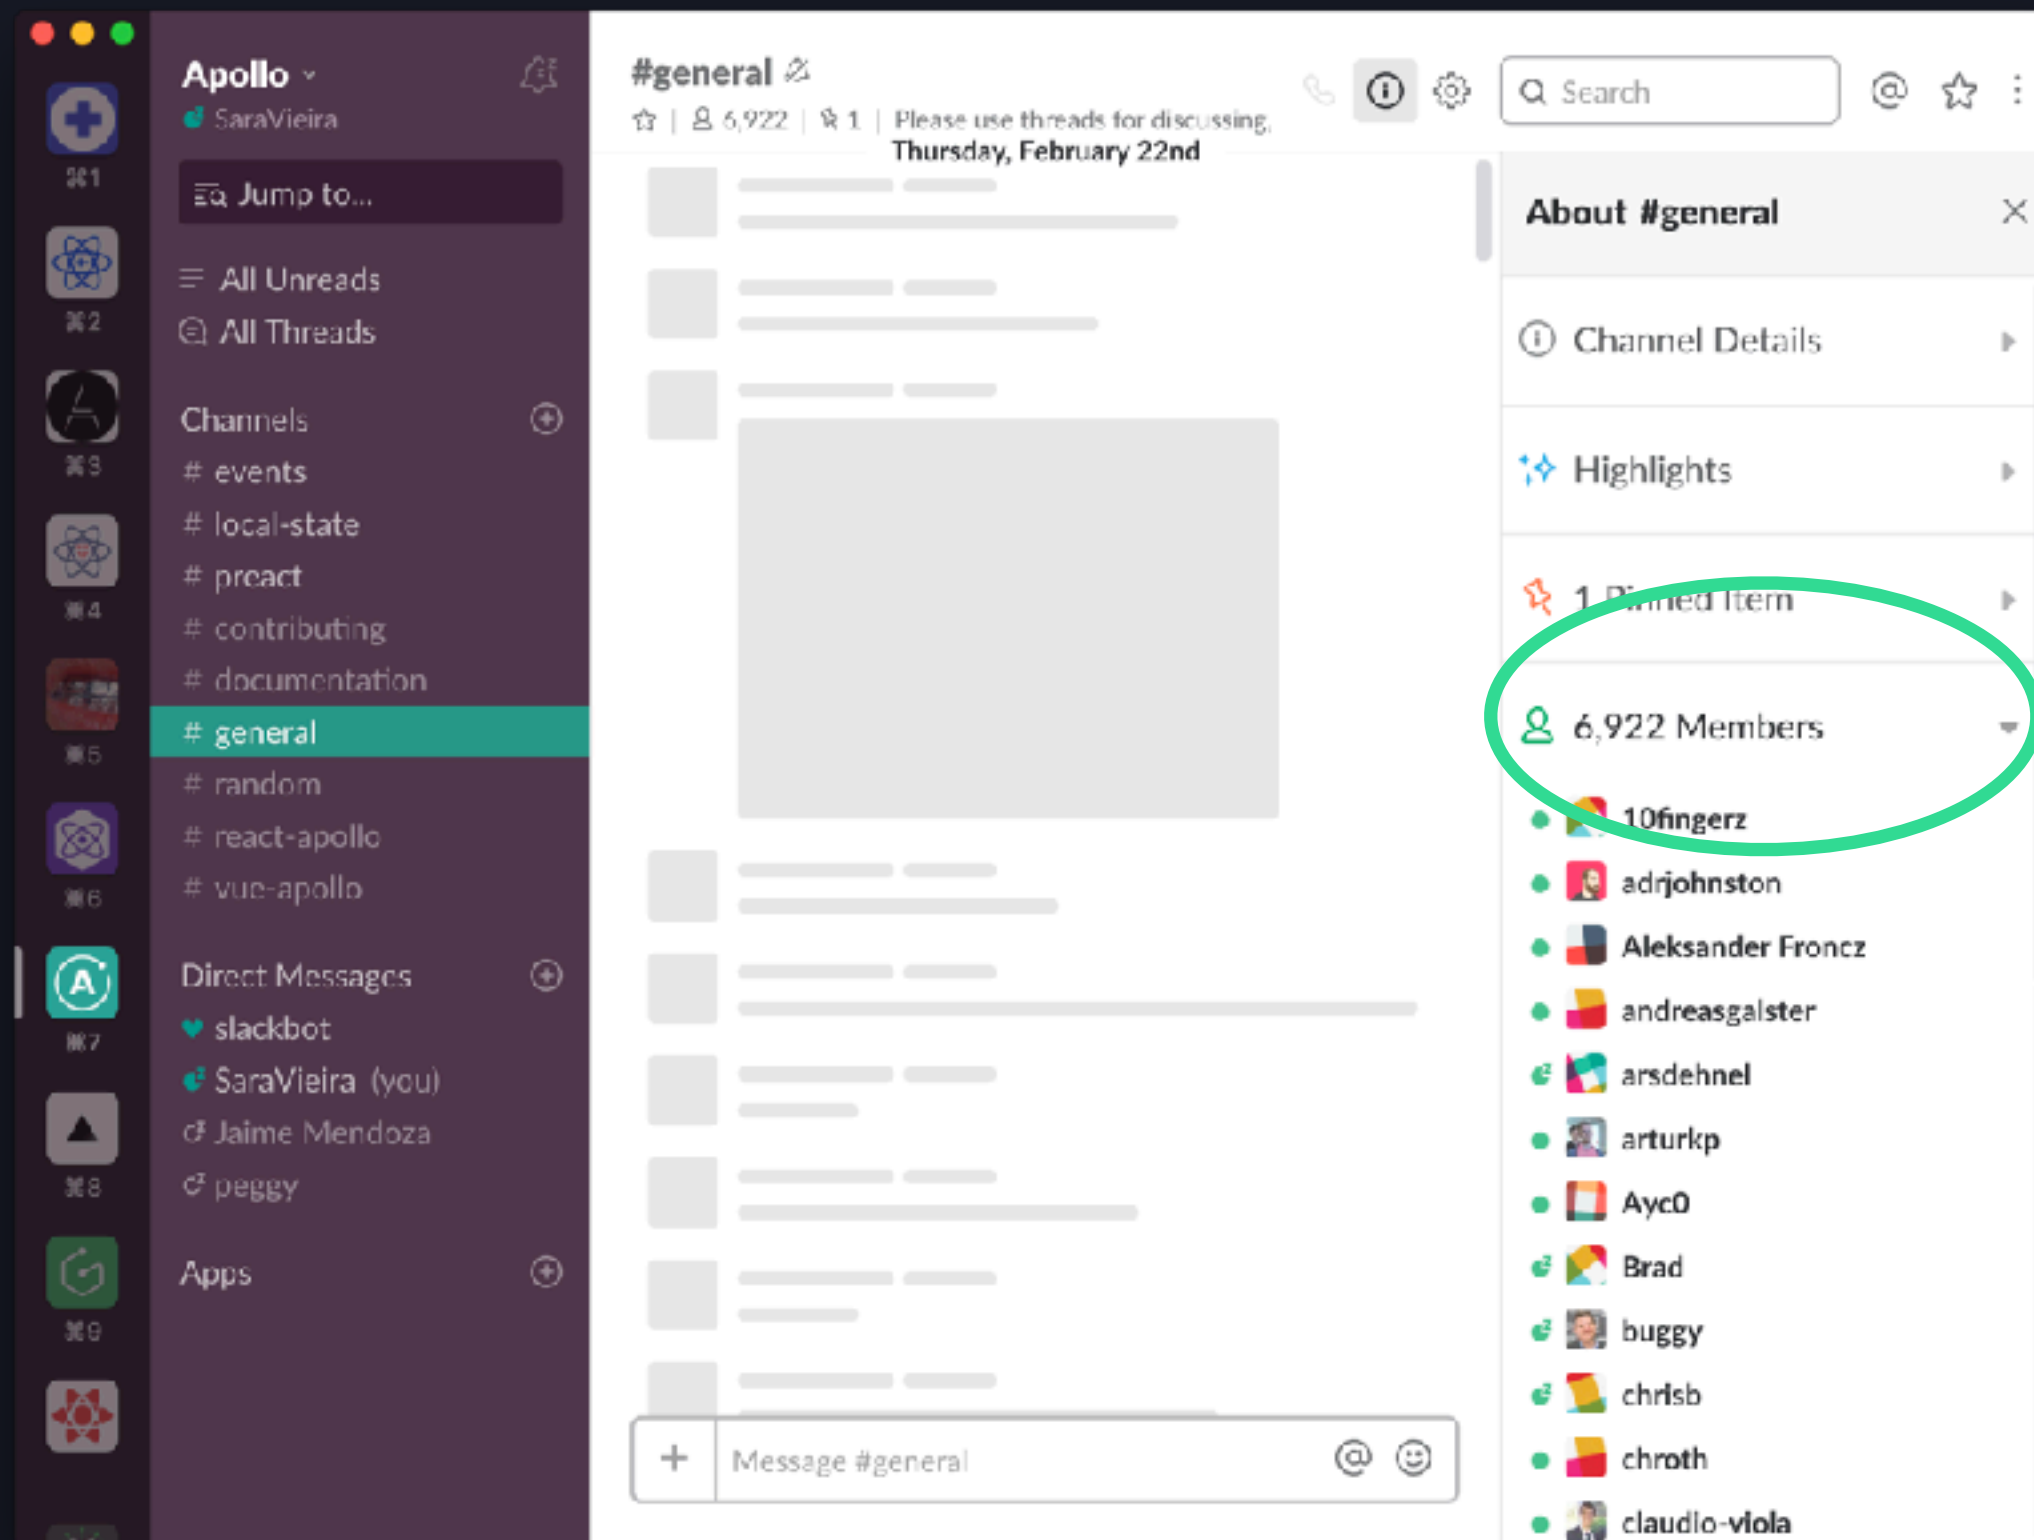 Apollo
SaraVieira
Jump to...
All Unreads
All Threads
Channels
# events
# local-state
# preact
# contributing
# documentation
# general
# random
# react-apollo
# vue-apollo
Direct Messages
slackbot
SaraVieira (you)
Jaime Mendoza
peggy
Apps
⌘1
⌘2
⌘3
⌘4
⌘5
⌘6
⌘7
⌘8
⌘9
#general
6,922 | 1 | Please use threads for discussing,
Thursday, February 22nd
Message #general
Search
About #general
Channel Details
Highlights
1 Pinned Item
6,922 Members
10fingerz
adrjohnston
Aleksander Froncz
andreasgalster
arsdehnel
arturkp
Ayc0
Brad
buggy
chrisb
chroth
claudio-viola